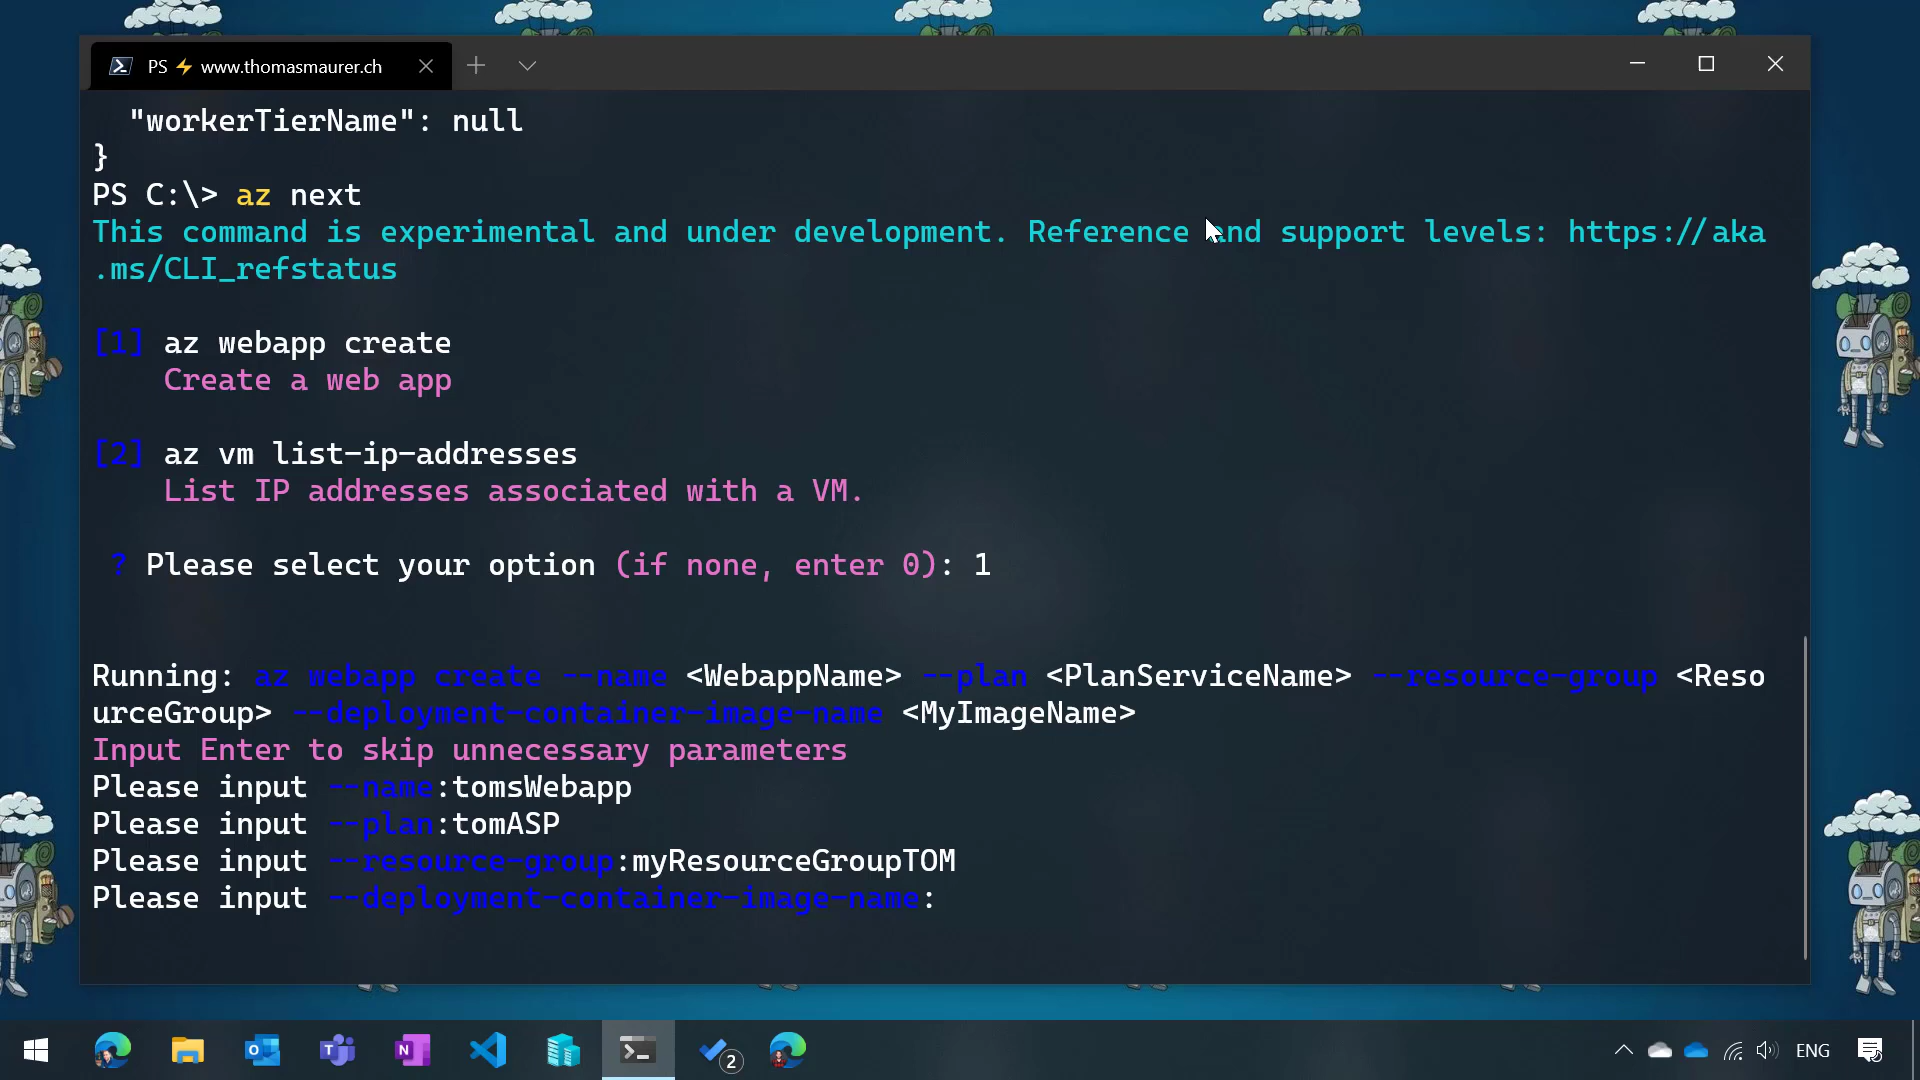 PS ⚡ www.thomasmaurer.ch
"workerTierName": null
}
PS C:\> az next
This command is experimental and under development. Reference and support levels: https://aka
.ms/CLI_refstatus
[1] az webapp create
Create a web app
[2] az vm list-ip-addresses
List IP addresses associated with a VM.
? Please select your option (if none, enter 0): 1
Running: az webapp create --name <WebappName> --plan <PlanServiceName> --resource-group <Reso
urceGroup> --deployment-container-image-name <MyImageName>
Input Enter to skip unnecessary parameters
Please input --name:tomsWebapp
Please input --plan:tomASP
Please input --resource-group:myResourceGroupTOM
Please input --deployment-container-image-name:
2
ENG